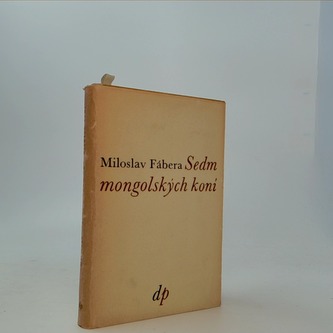 Miloslav Fábera Sedm
mongolských koní
dp